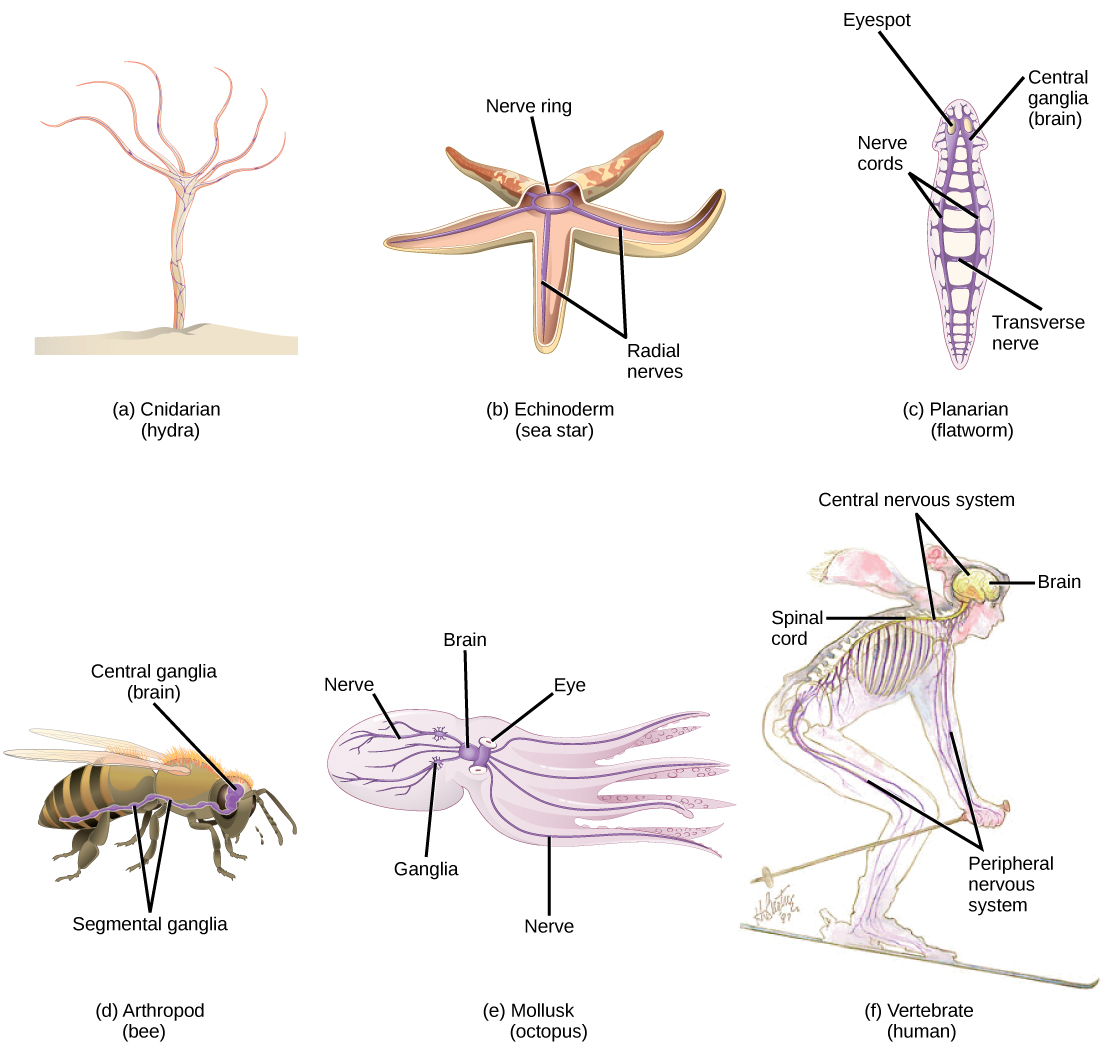 Eyespot
Central
ganglia
(brain)
Nerve ring
Nerve
cords
Transverse
nerve
Radial
nerves
(a) Cnidarian
(hydra)
(b) Echinoderm
(sea star)
(c) Planarian
(flatworm)
Central nervous system
Brain
Spinal
cord
Brain
Nerve
Eye
Central ganglia
(brain)
Ganglia
Peripheral
nervous
system
Segmental ganglia
Nerve
(d) Arthropod
(bee)
(e) Mollusk
(octopus)
(f) Vertebrate
(human)